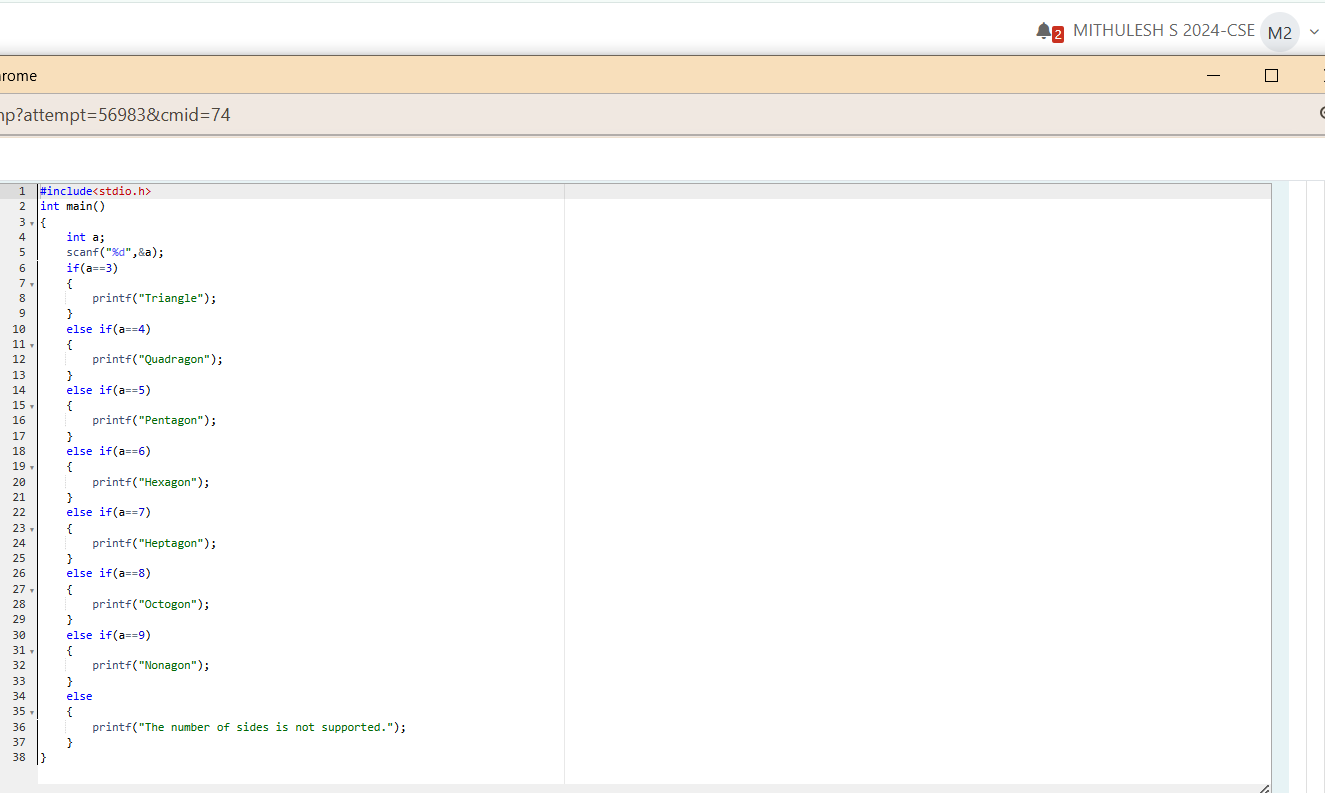 2 MITHULESH S 2024-CSE M2
rome
np?attempt=56983&cmid=74
1 #include<stdio.h>
2 int main()
3 {
4 int a;
5 scanf("%d",&a);
6 if(a==3)
7 {
8 printf("Triangle");
9 }
10 else if(a==4)
11 {
12 printf("Quadragon");
13 }
14 else if(a==5)
15 {
16 printf("Pentagon");
17 }
18 else if(a==6)
19 {
20 printf("Hexagon");
21 }
22 else if(a==7)
23 {
24 printf("Heptagon");
25 }
26 else if(a==8)
27 {
28 printf("Octogon");
29 }
30 else if(a==9)
31 {
32 printf("Nonagon");
33 }
34 else
35 {
36 printf("The number of sides is not supported.");
37 }
38 }